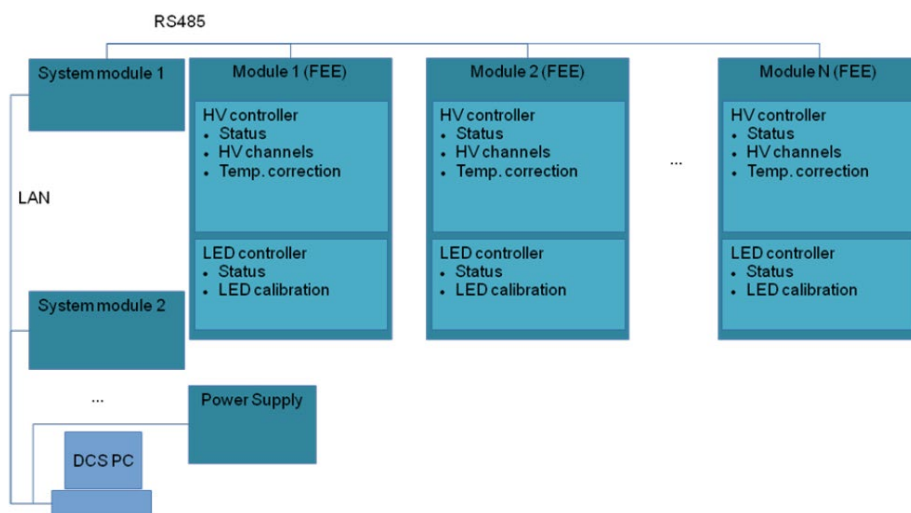 RS485
System module 1
Module 1 (FEE)
HV controller
• Status
• HV channels
• Temp. correction
LED controller
• Status
• LED calibration
Module 2 (FEE)
HV controller
• Status
• HV channels
• Temp. correction
LED controller
• Status
• LED calibration
...
Module N (FEE)
HV controller
• Status
• HV channels
• Temp. correction
LED controller
• Status
• LED calibration
LAN
System module 2
...
Power Supply
DCS PC